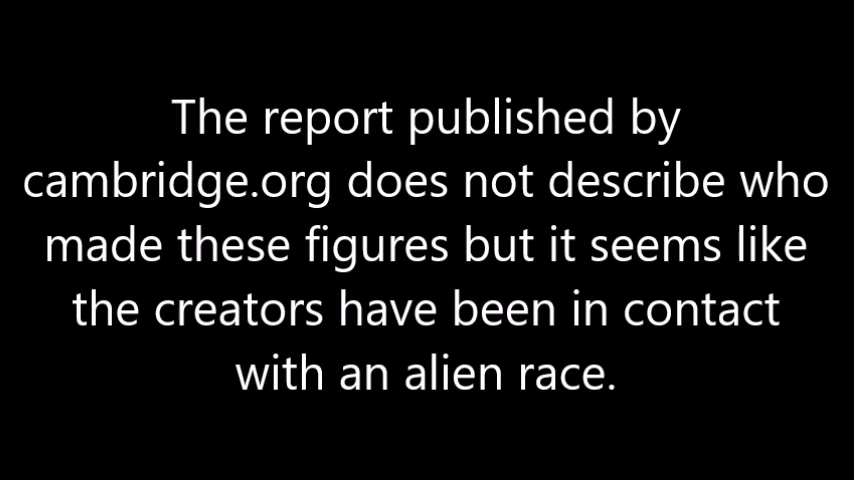 The report published by
cambridge.org does not describe who
made these figures but it seems like
the creators have been in contact
with an alien race.